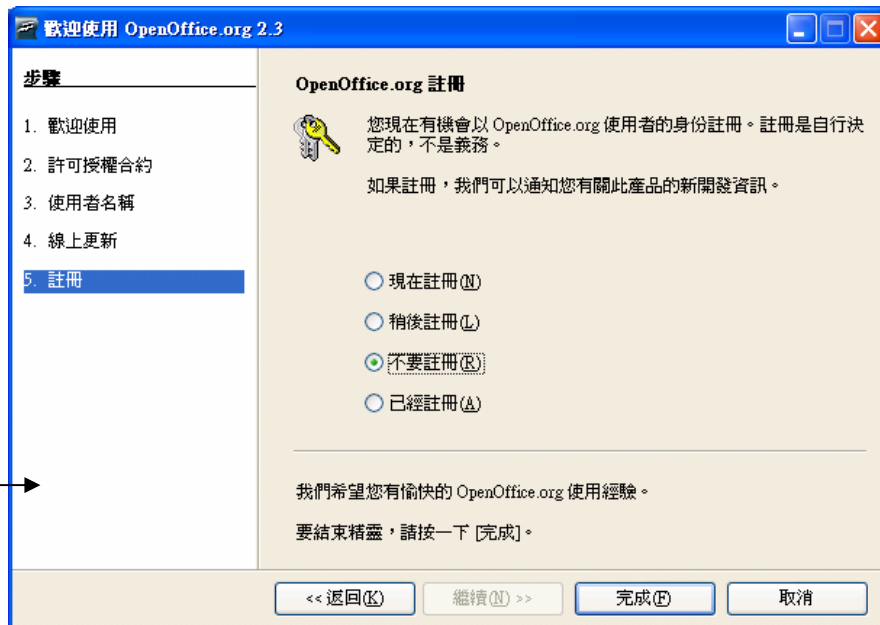 歡迎使用 OpenOffice.org 2.3
步驟
1. 歡迎使用
2. 許可授權合約
3. 使用者名稱
4. 線上更新
5. 註冊
OpenOffice.org 註冊
您現在有機會以 OpenOffice.org 使用者的身份註冊。註冊是自行決
定的，不是義務。
如果註冊，我們可以通知您有關此產品的新開發資訊。
現在註冊(N)
稍後註冊(L)
不要註冊(R)
已經註冊(A)
我們希望您有愉快的 OpenOffice.org 使用經驗。
要結束精靈，請按一下 [完成]。
<< 返回(K)
繼續(N) >>
完成(F)
取消